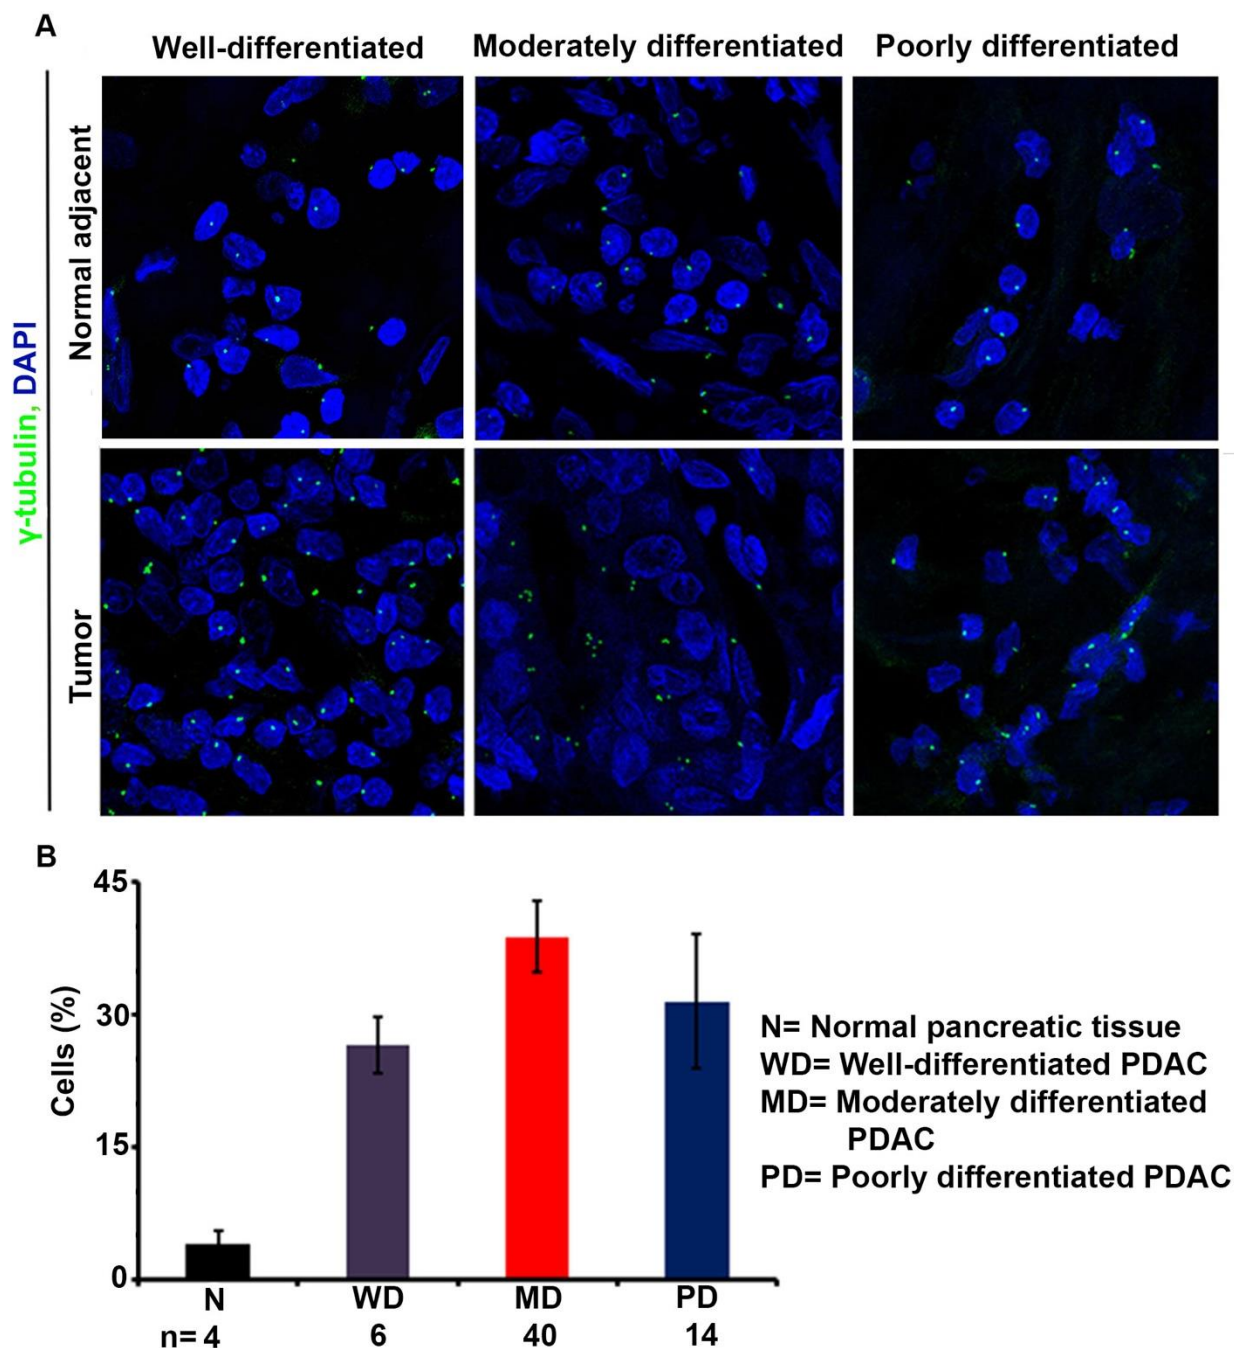 A
Well-differentiated
Moderately differentiated
Poorly differentiated
γ-tubulin, DAPI
Normal adjacent
Tumor
B
Cells (%)
45
30
15
0
N
WD
MD
PD
n= 4
6
40
14
N= Normal pancreatic tissue
WD= Well-differentiated PDAC
MD= Moderately differentiated
PDAC
PD= Poorly differentiated PDAC